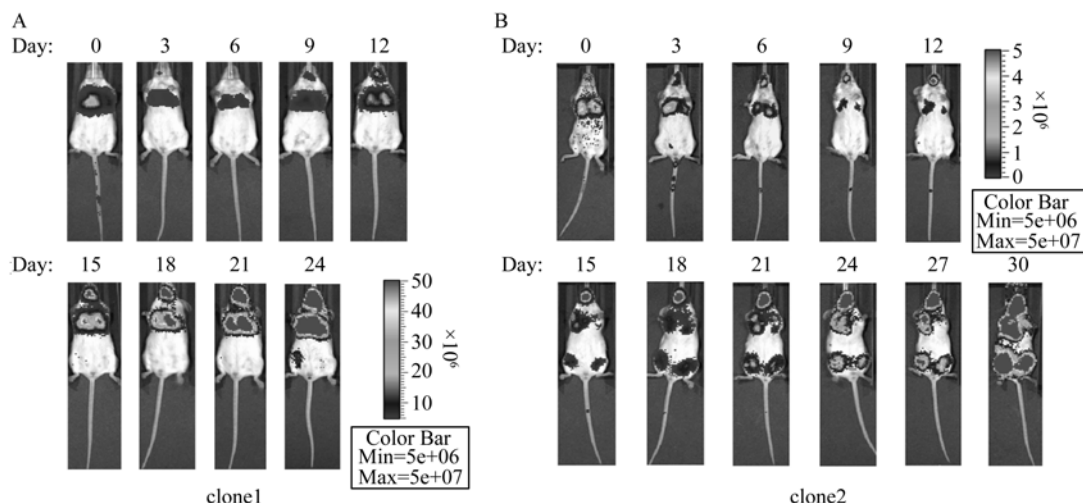 A
Day: 0 3 6 9 12
Day: 15 18 21 24
50
40
30
20
10
×10⁶
Color Bar
Min=5e+06
Max=5e+07
clone1
B
Day: 0 3 6 9 12
5
4
3
2
1
0
×10⁶
Color Bar
Min=5e+06
Max=5e+07
Day: 15 18 21 24 27 30
clone2